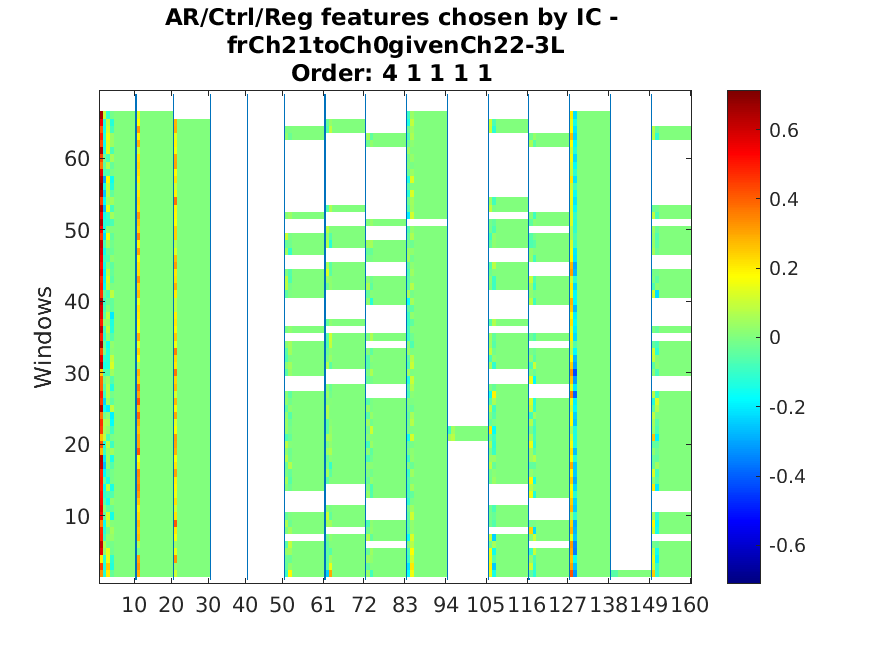 AR/Ctrl/Reg features chosen by IC -
frCh21toCh0givenCh22-3L
Order: 4 1 1 1 1
Windows
60
50
40
30
20
10
10 20 30 40 50 61 72 83 94 105 116 127 138 149 160
0.6
0.4
0.2
0
-0.2
-0.4
-0.6